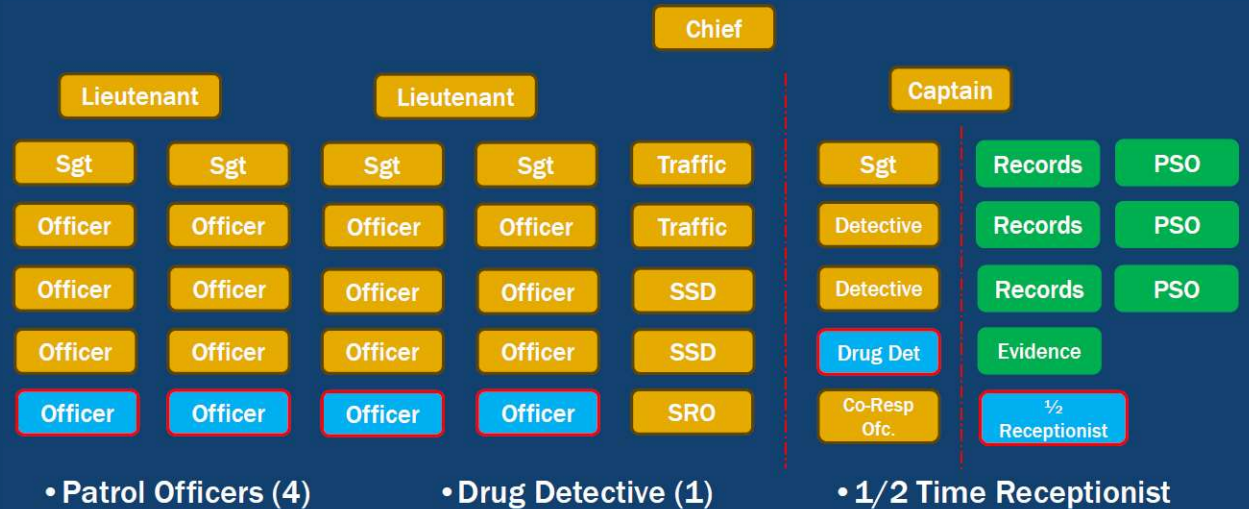 Chief
Lieutenant Lieutenant Captain
Sgt Sgt Sgt Sgt Traffic Sgt Records PSO
Officer Officer Officer Officer Traffic Detective Records PSO
Officer Officer Officer Officer SSD Detective Records PSO
Officer Officer Officer Officer SSD Drug Det Evidence
Officer Officer Officer Officer SRO Co-Resp Ofc. ½ Receptionist
• Patrol Officers (4) • Drug Detective (1) • 1/2 Time Receptionist